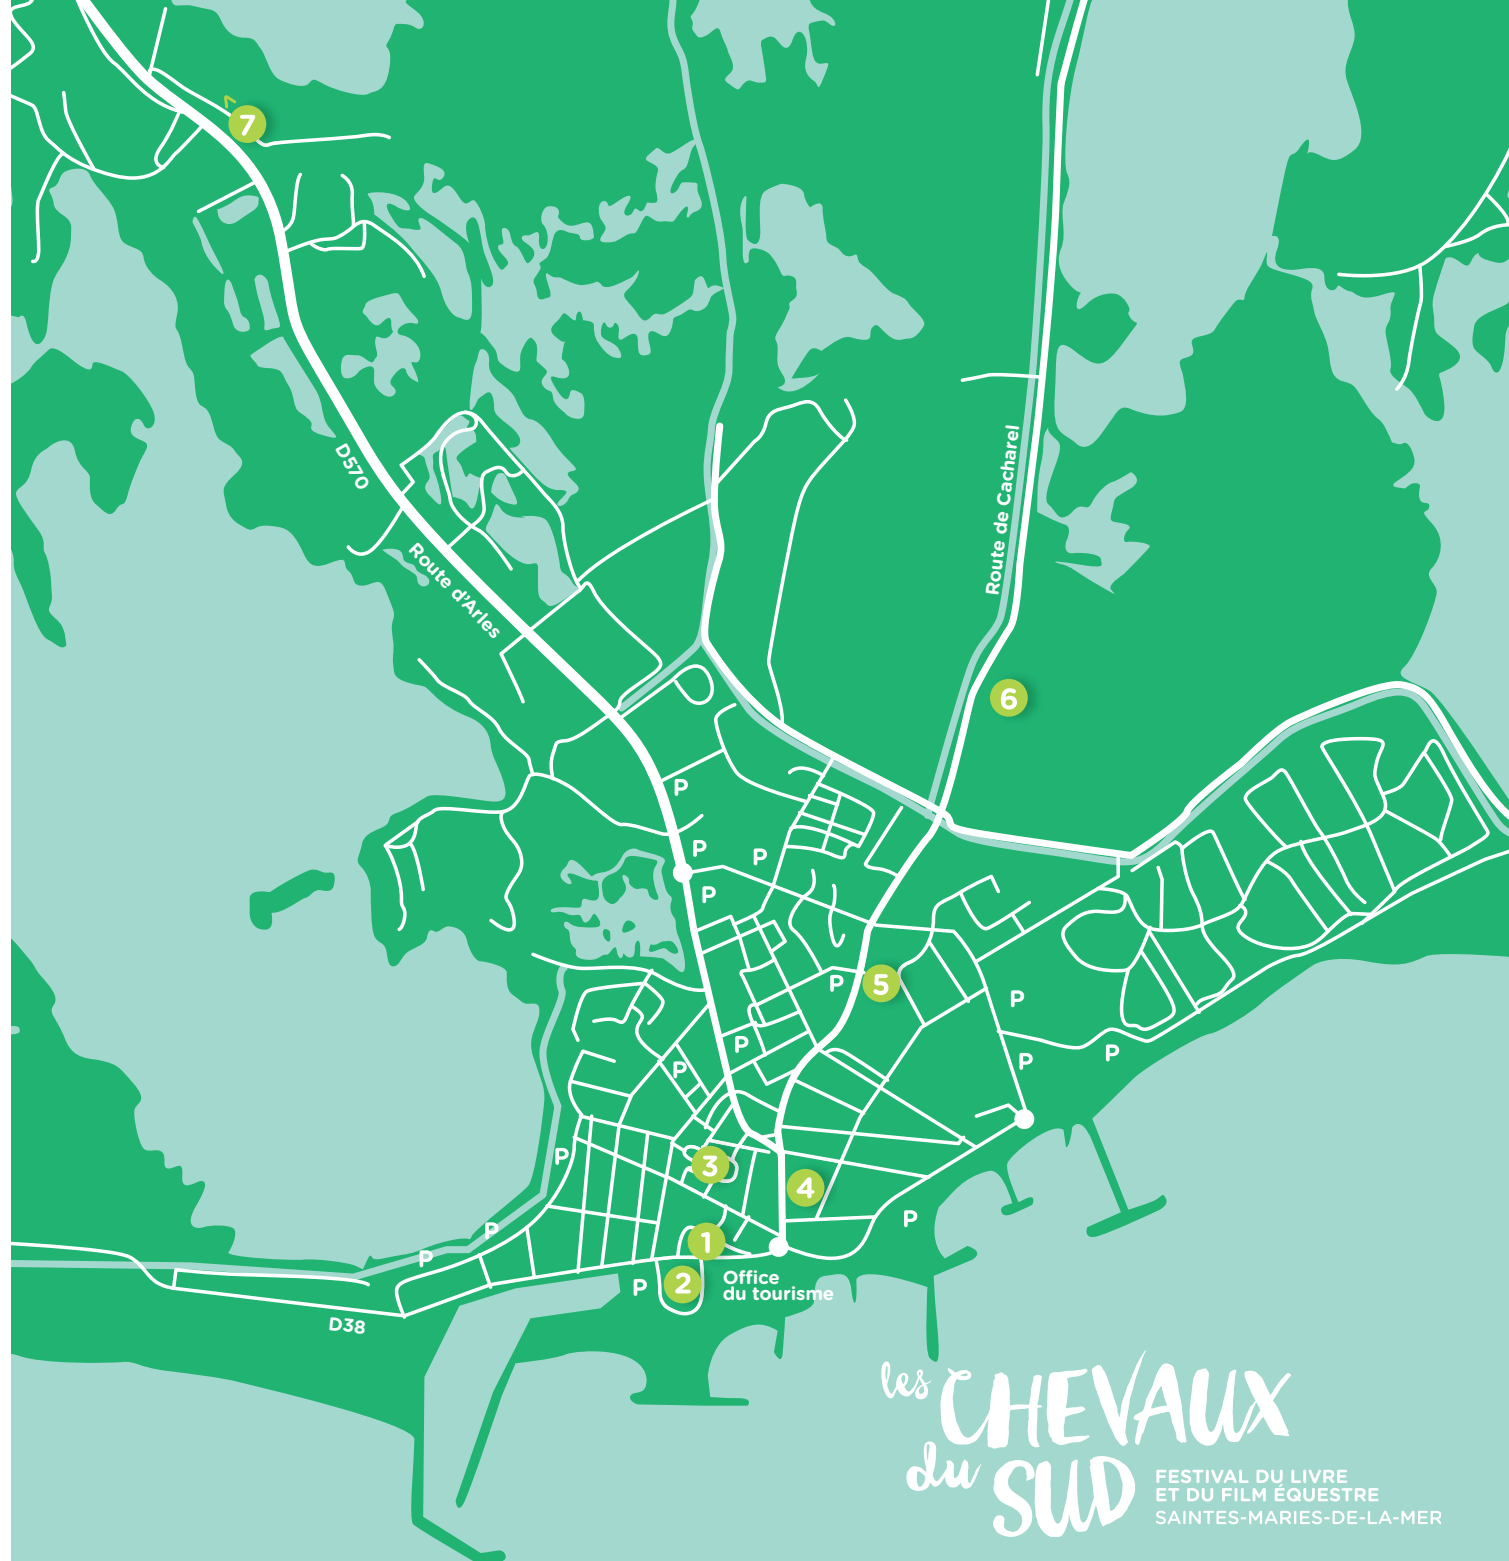 7
D570
Route d'Arles
Route de Cacharel
6
P
P
P
P
P
5
P
P
P
P
P
P
3
4
P
P
P
1
P
2
Office
du tourisme
D38
les CHEVAUX
du SUD
FESTIVAL DU LIVRE
ET DU FILM ÉQUESTRE
SAINTES-MARIES-DE-LA-MER